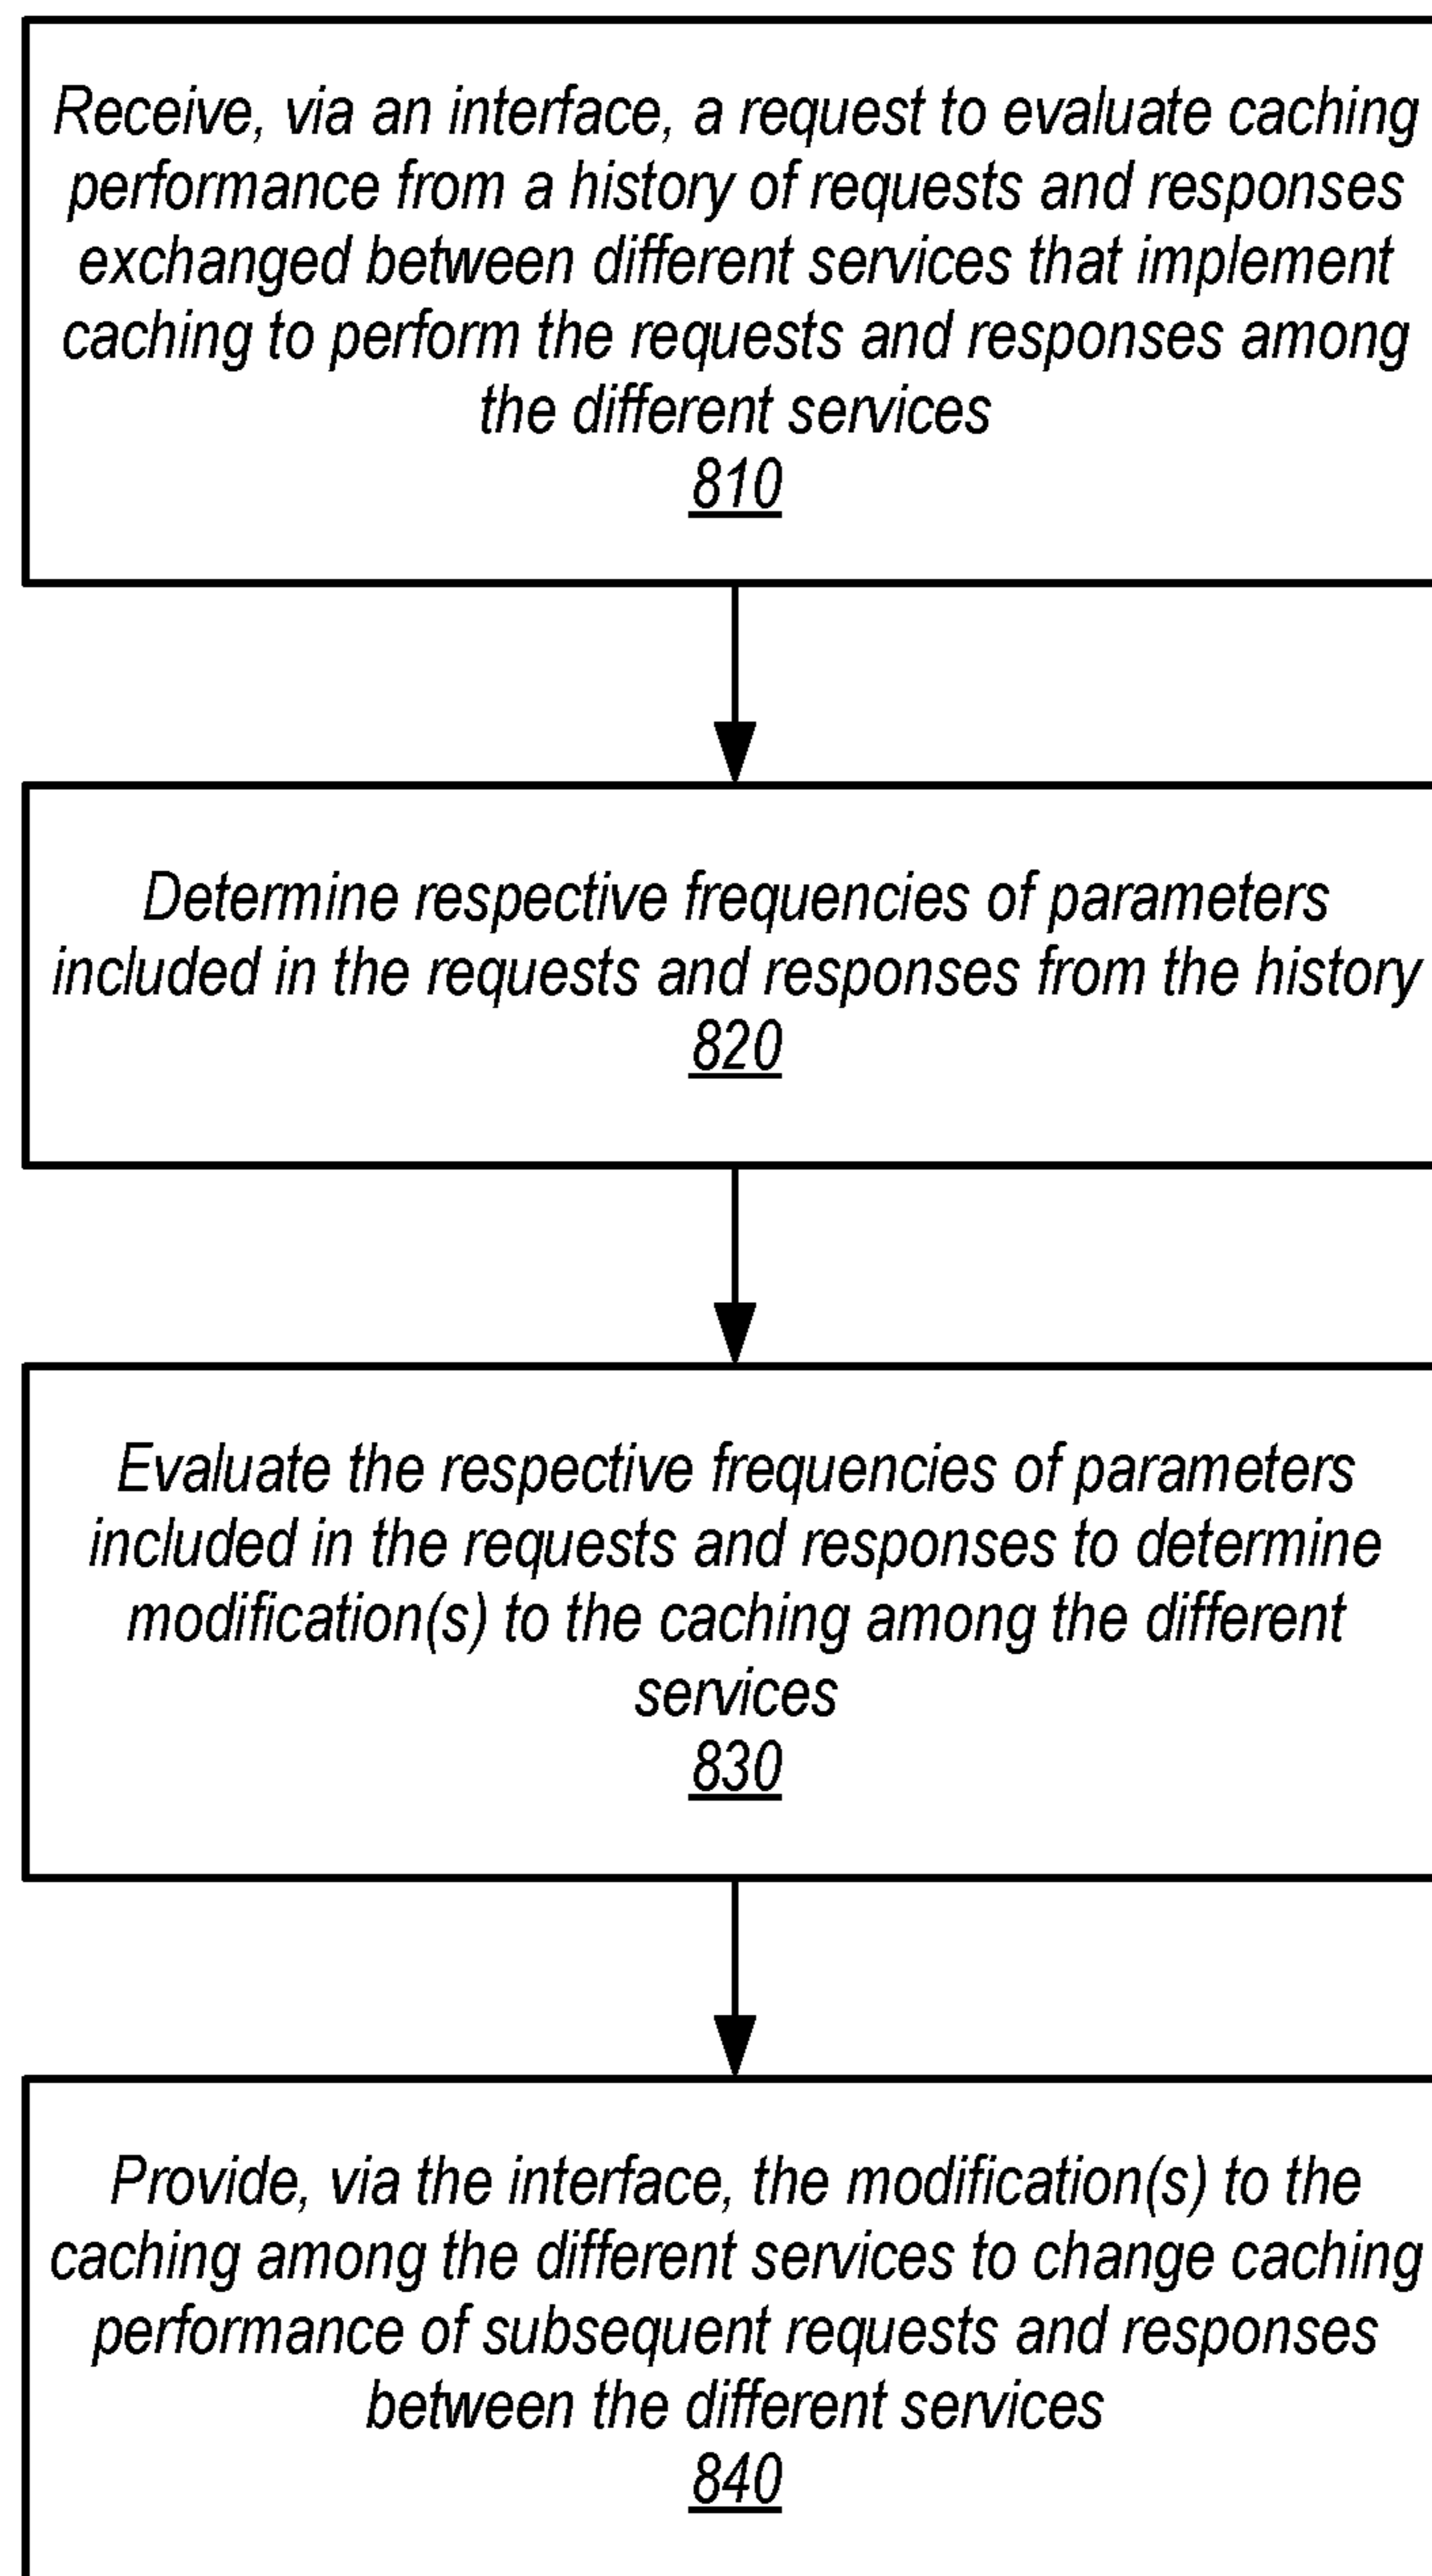 Receive, via an interface, a request to evaluate caching
performance from a history of requests and responses
exchanged between different services that implement
caching to perform the requests and responses among
the different services
810
Determine respective frequencies of parameters
included in the requests and responses from the history
820
Evaluate the respective frequencies of parameters
included in the requests and responses to determine
modification(s) to the caching among the different
services
830
Provide, via the interface, the modification(s) to the
caching among the different services to change caching
performance of subsequent requests and responses
between the different services
840